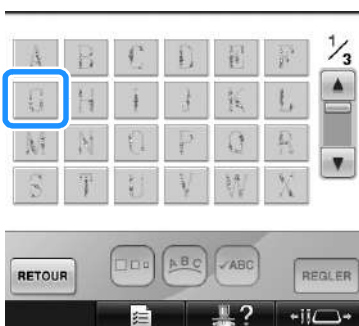 A B C D E F
1/3
G H I J K L
M N O P Q R
S T U V W X
RETOUR ABC ✓ABC REGLER
?